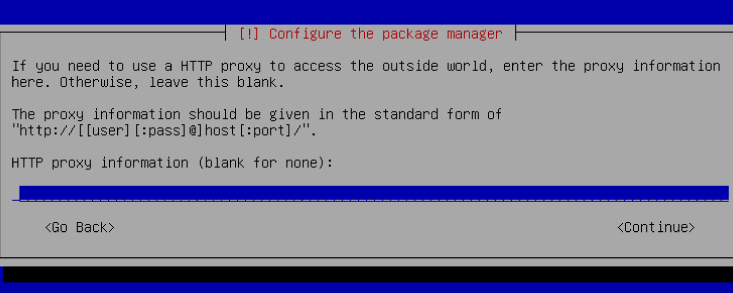 [!] Configure the package manager
If you need to use a HTTP proxy to access the outside world, enter the proxy information
here. Otherwise, leave this blank.
The proxy information should be given in the standard form of
"http://[[user][:pass]@]host[:port]/".
HTTP proxy information (blank for none):
<Go Back> <Continue>